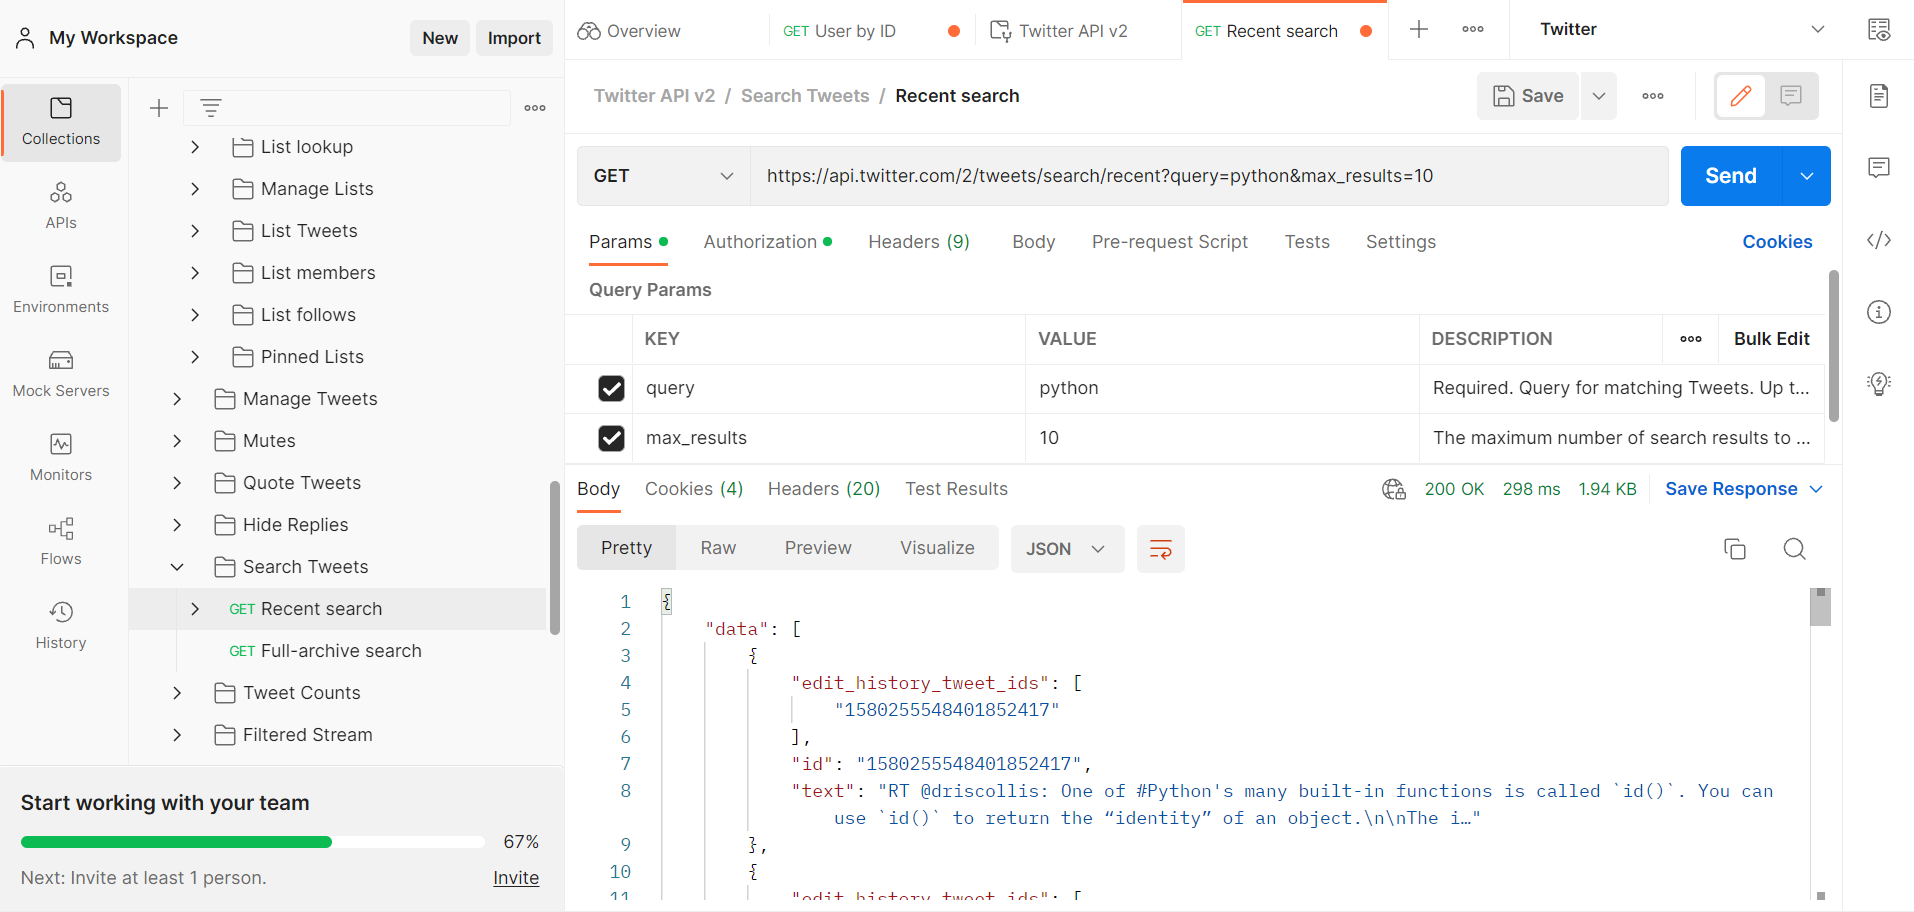 My Workspace
New
Import
Overview
GET User by ID
Twitter API v2
GET Recent search
Twitter
Collections
APIs
Environments
Mock Servers
Monitors
Flows
History
List lookup
Manage Lists
List Tweets
List members
List follows
Pinned Lists
Manage Tweets
Mutes
Quote Tweets
Hide Replies
Search Tweets
GET Recent search
GET Full-archive search
Tweet Counts
Filtered Stream
Start working with your team
67%
Next: Invite at least 1 person.
Invite
Twitter API v2 / Search Tweets / Recent search
Save
GET
https://api.twitter.com/2/tweets/search/recent?query=python&max_results=10
Send
Params
Authorization
Headers (9)
Body
Pre-request Script
Tests
Settings
Cookies
Query Params
KEY
VALUE
DESCRIPTION
Bulk Edit
query
python
Required. Query for matching Tweets. Up t...
max_results
10
The maximum number of search results to ...
Body
Cookies (4)
Headers (20)
Test Results
200 OK
298 ms
1.94 KB
Save Response
Pretty
Raw
Preview
Visualize
JSON
1 {
2 "data": [
3 {
4 "edit_history_tweet_ids": [
5 "1580255548401852417"
6 ],
7 "id": "1580255548401852417",
8 "text": "RT @driscollis: One of #Python's many built-in functions is called `id()`. You can
use `id()` to return the “identity” of an object.\n\nThe i…"
9 },
10 {
11 "edit_history_tweet_ids": [